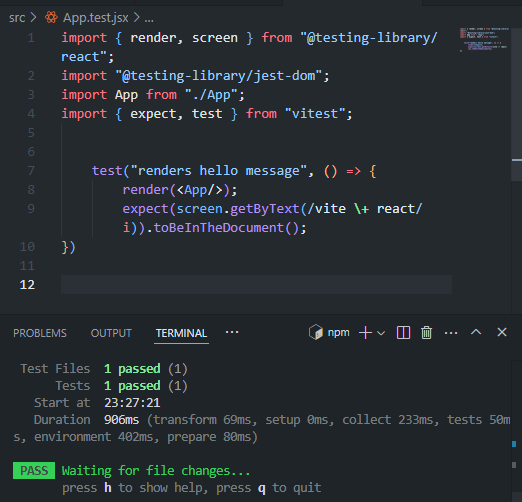 src > App.test.jsx > ...
1 import { render, screen } from "@testing-library/
react";
2 import "@testing-library/jest-dom";
3 import App from "./App";
4 import { expect, test } from "vitest";
5
6
7 test("renders hello message", () => {
8 render(<App/>);
9 expect(screen.getByText(/vite \+ react/
i)).toBeInTheDocument();
10 })
11
12
PROBLEMS OUTPUT TERMINAL ... npm
Test Files 1 passed (1)
Tests 1 passed (1)
Start at 23:27:21
Duration 906ms (transform 69ms, setup 0ms, collect 233ms, tests 50m
s, environment 402ms, prepare 80ms)
PASS Waiting for file changes...
press h to show help, press q to quit